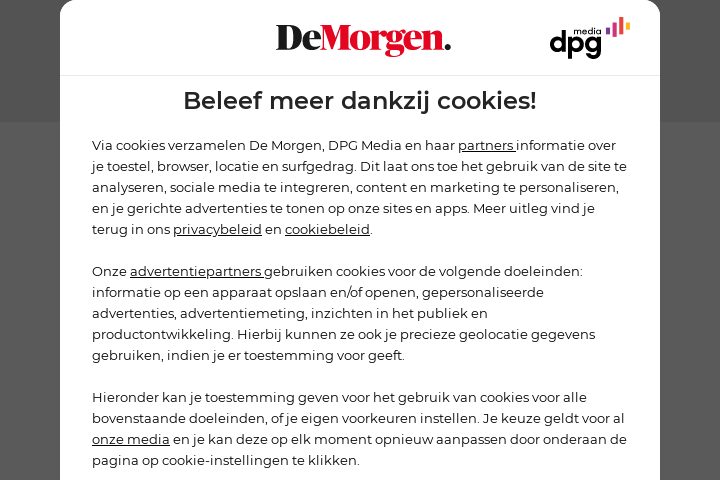 DeMorgen.
dpg media
Beleef meer dankzij cookies!
Via cookies verzamelen De Morgen, DPG Media en haar partners informatie over
je toestel, browser, locatie en surfgedrag. Dit laat ons toe het gebruik van de site te
analyseren, sociale media te integreren, content en marketing te personaliseren,
en je gerichte advertenties te tonen op onze sites en apps. Meer uitleg vind je
terug in ons privacybeleid en cookiebeleid.
Onze advertentiepartners gebruiken cookies voor de volgende doeleinden:
informatie op een apparaat opslaan en/of openen, gepersonaliseerde
advertenties, advertentiemeting, inzichten in het publiek en
productontwikkeling. Hierbij kunnen ze ook je precieze geolocatie gegevens
gebruiken, indien je er toestemming voor geeft.
Hieronder kan je toestemming geven voor het gebruik van cookies voor alle
bovenstaande doeleinden, of je eigen voorkeuren instellen. Je keuze geldt voor al
onze media en je kan deze op elk moment opnieuw aanpassen door onderaan de
pagina op cookie-instellingen te klikken.